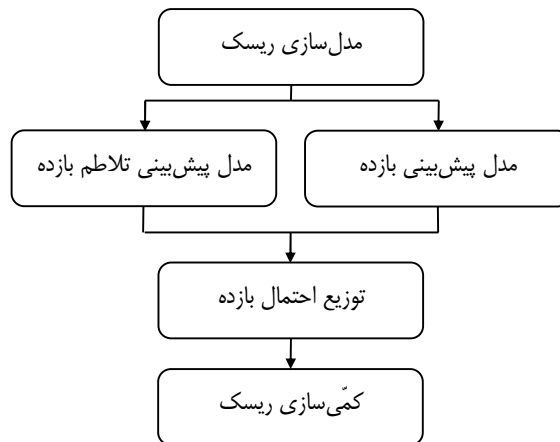 مدل‌سازی ریسک
مدل پیش‌بینی بازده
مدل پیش‌بینی تلاطم بازده
توزیع احتمال بازده
کمّی‌سازی ریسک